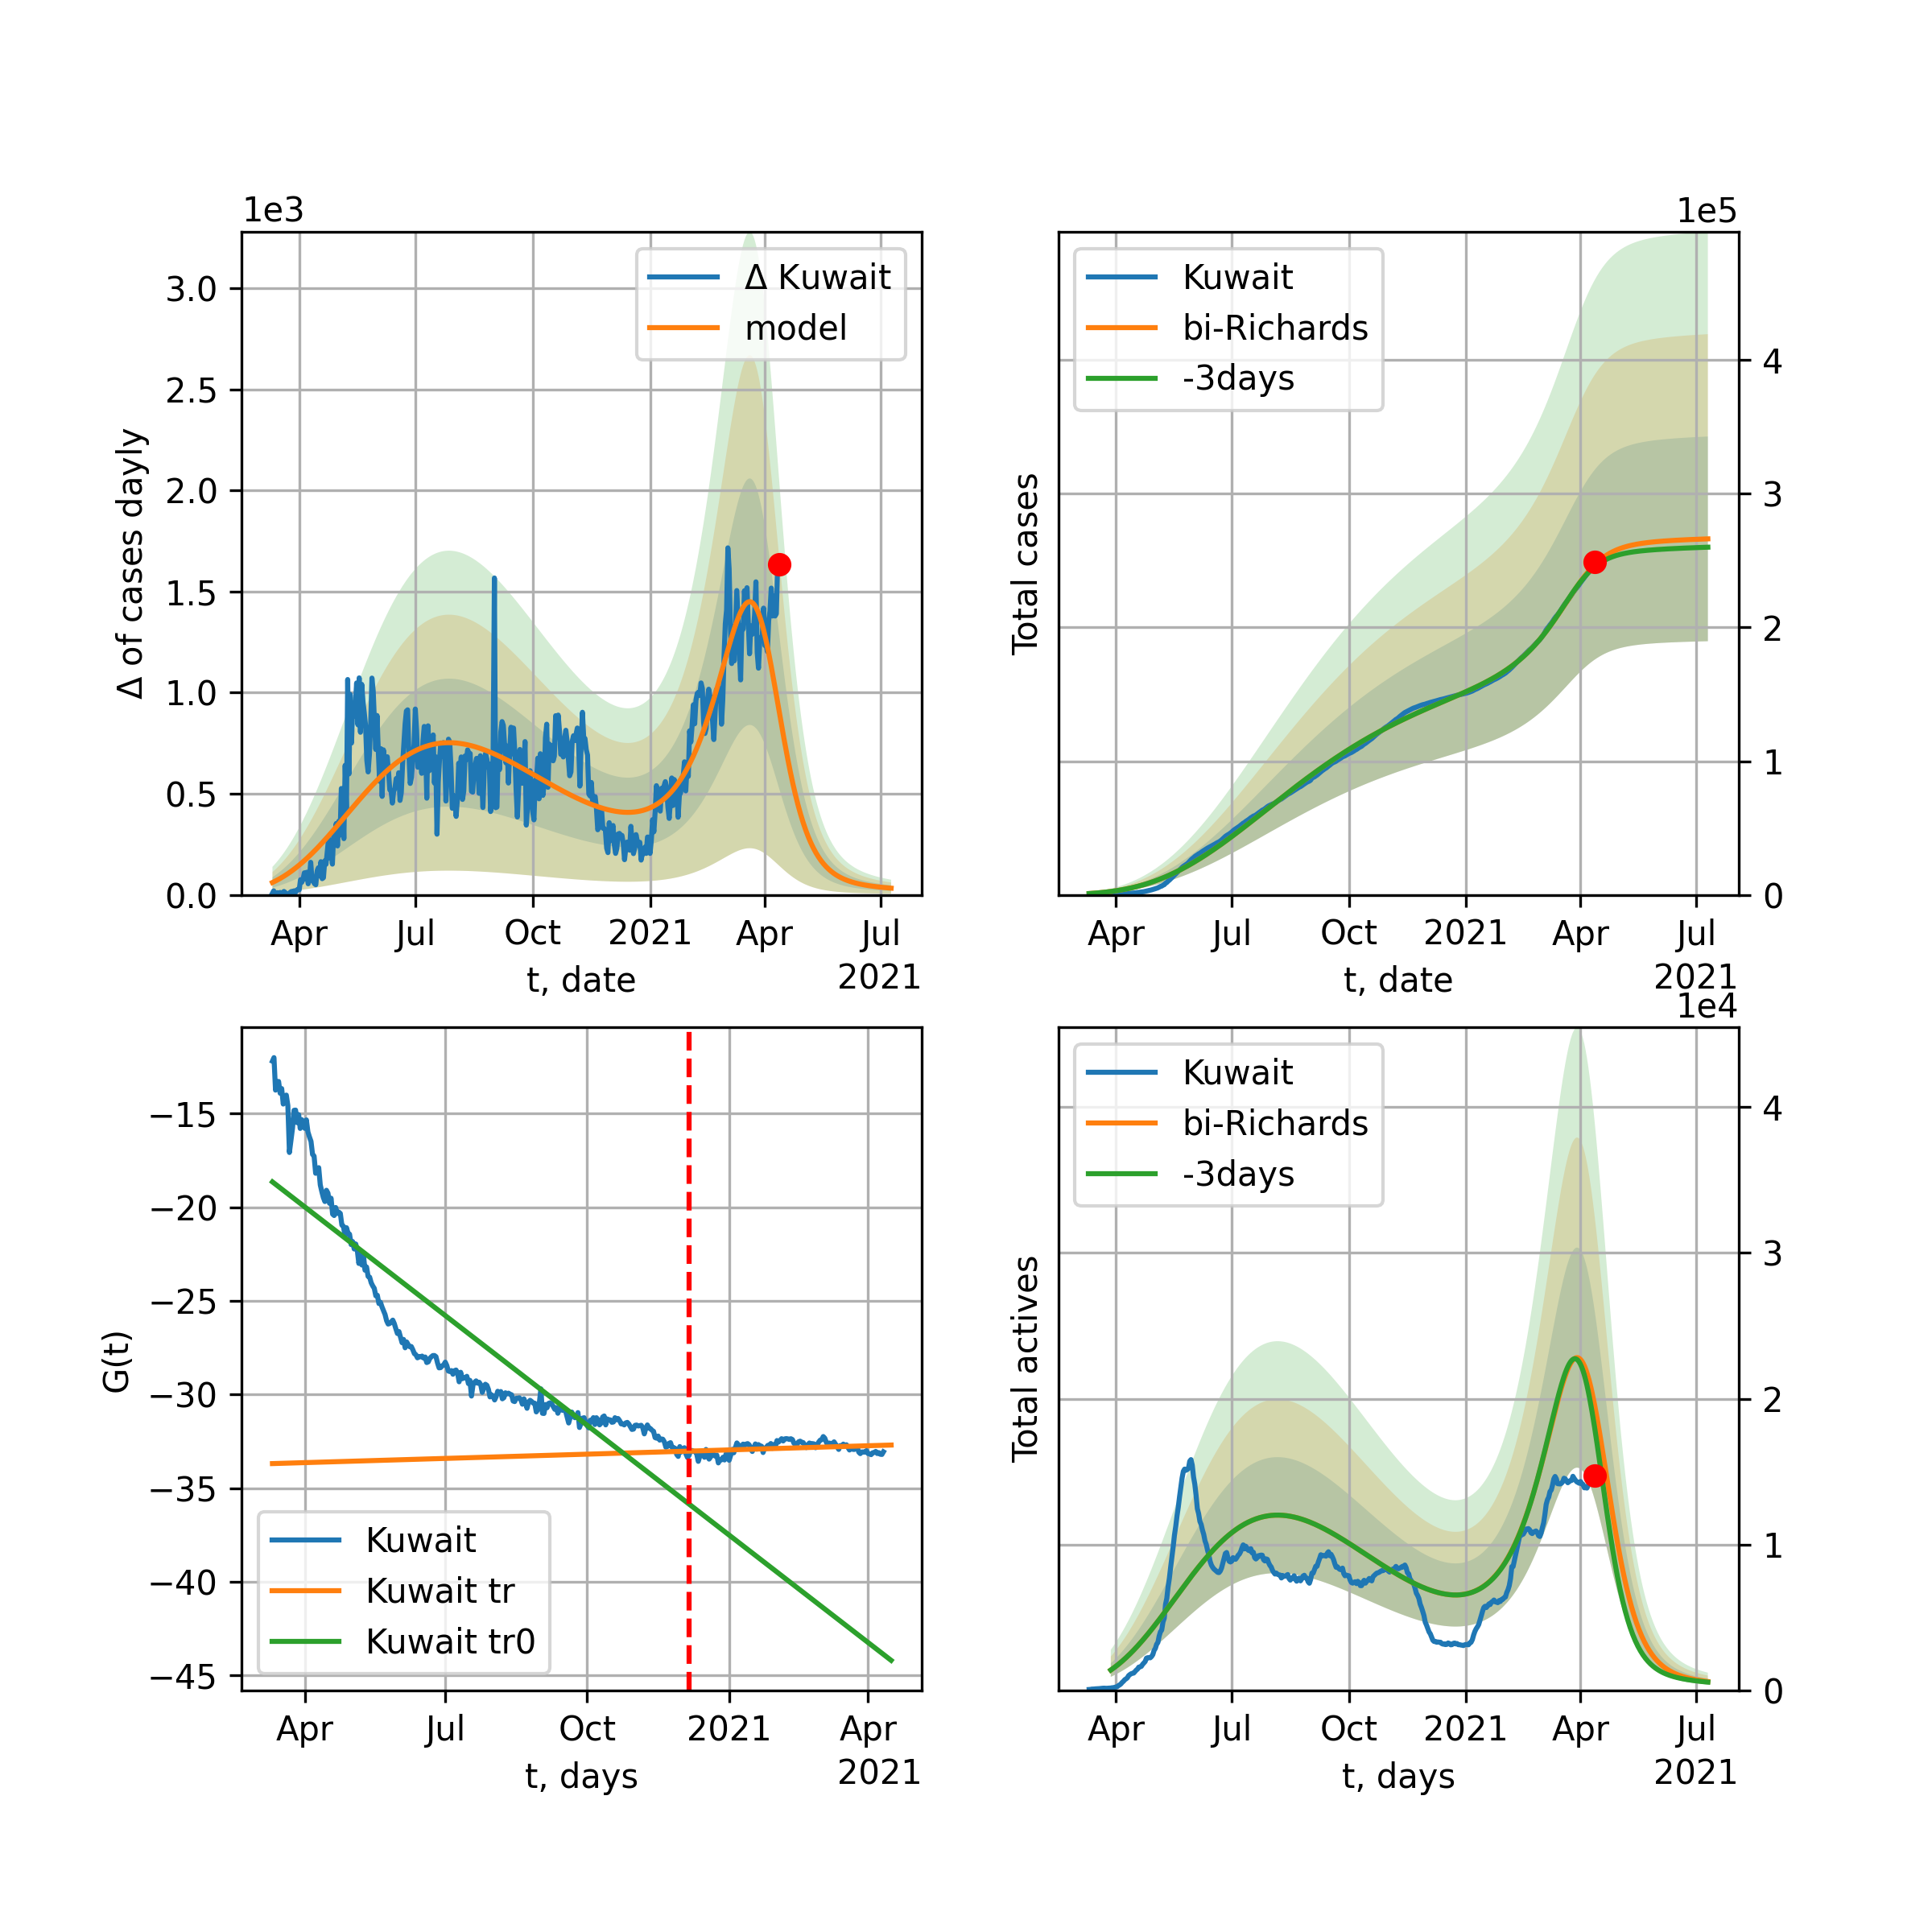 1e3
Δ of cases dayly
3.0
2.5
2.0
1.5
1.0
0.5
0.0
Δ Kuwait
model
Apr Jul Oct 2021 Apr Jul
2021
t, date
1e5
Total cases
Kuwait
bi-Richards
-3days
4
3
2
1
0
Apr Jul Oct 2021 Apr Jul
2021
t, date
G(t)
−15
−20
−25
−30
−35
−40
−45
Kuwait
Kuwait tr
Kuwait tr0
Apr Jul Oct 2021 Apr
2021
t, days
1e4
Total actives
Kuwait
bi-Richards
-3days
4
3
2
1
0
Apr Jul Oct 2021 Apr Jul
2021
t, days